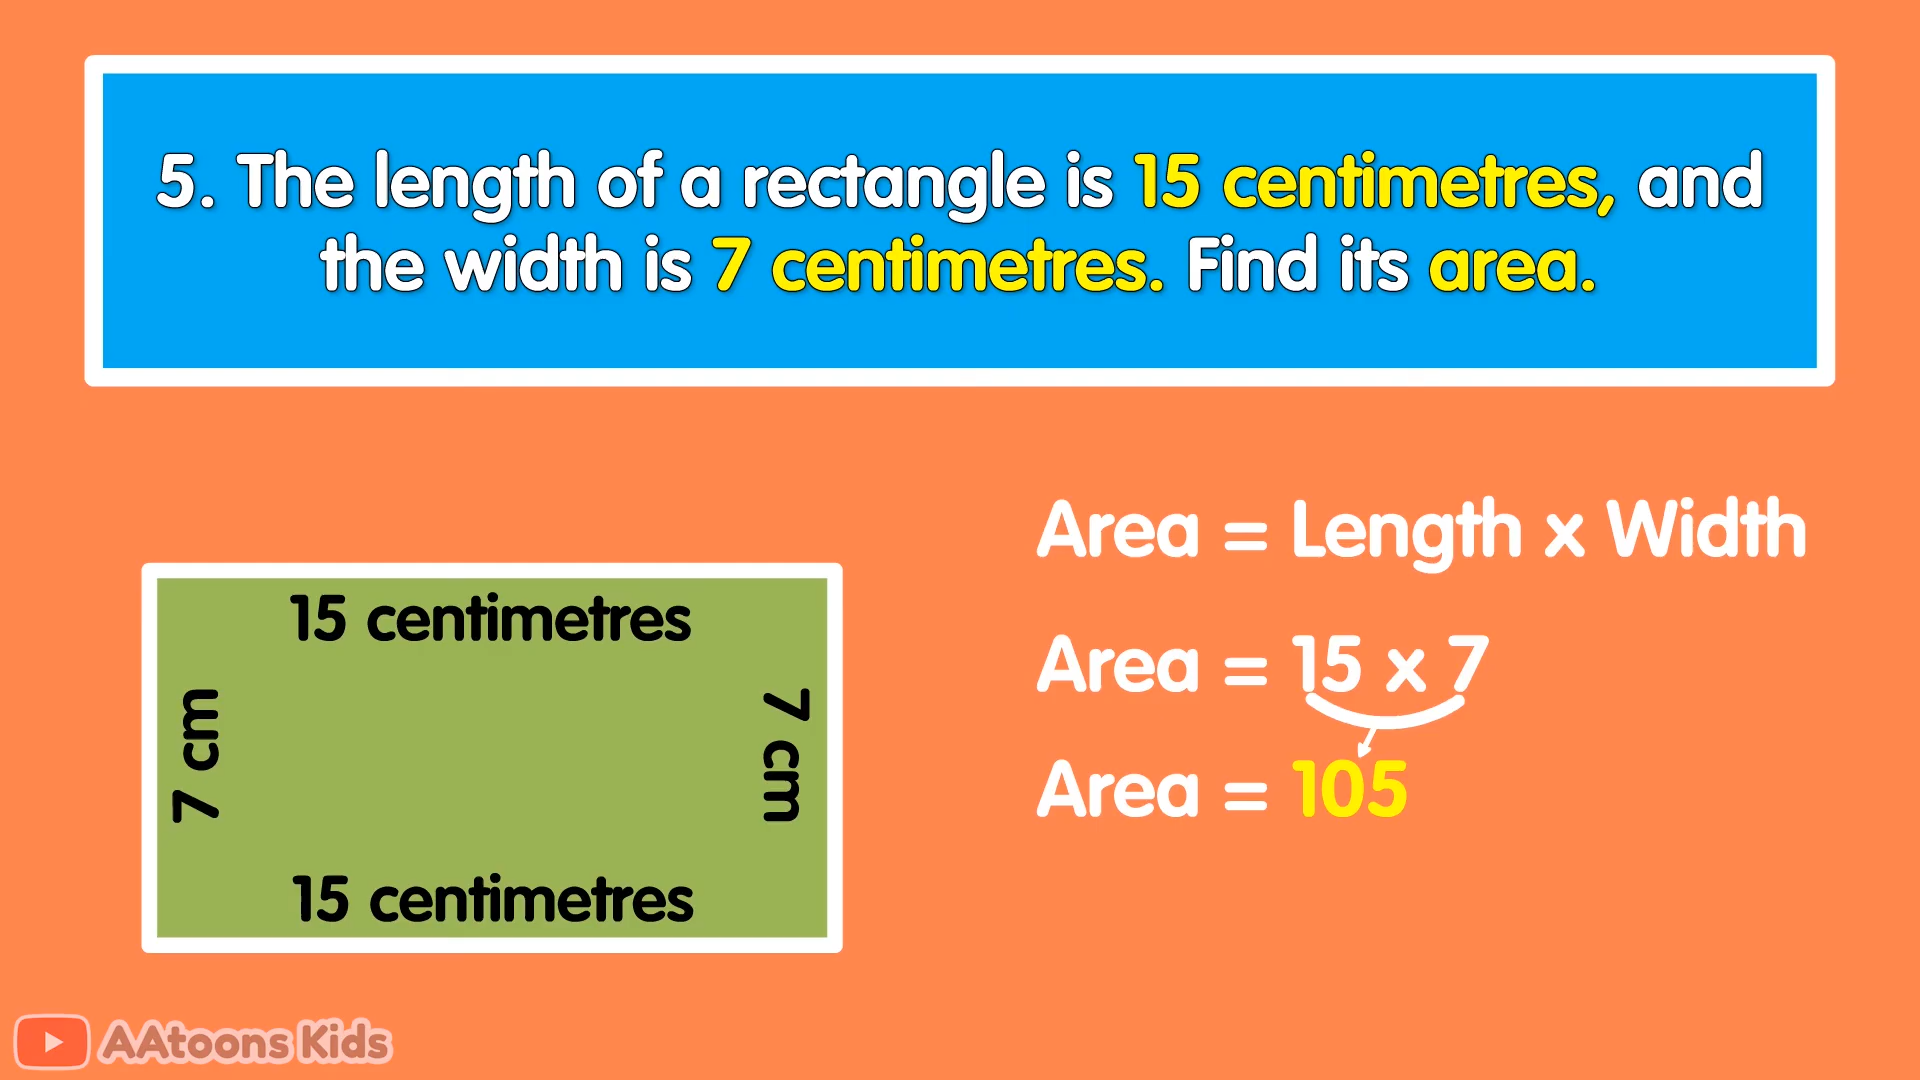 5. The length of a rectangle is 15 centimetres, and
the width is 7 centimetres. Find its area.
15 centimetres
7 cm
7 cm
15 centimetres
Area = Length x Width
Area = 15 x 7
Area = 105
AAtoons Kids